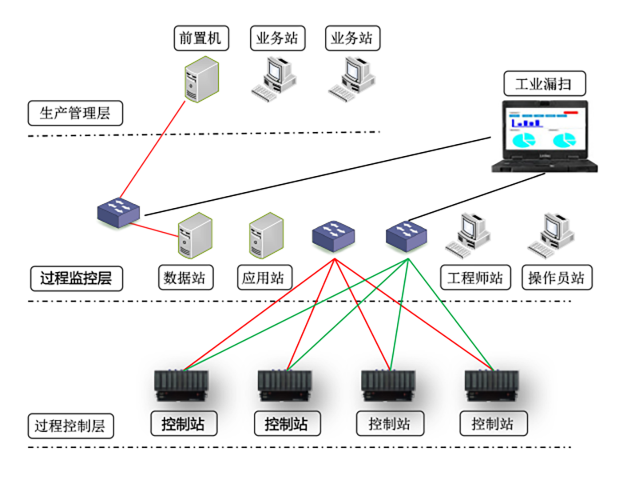 前置机
业务站
业务站
工业漏扫
生产管理层
过程监控层
数据站
应用站
工程师站
操作员站
过程控制层
控制站
控制站
控制站
控制站